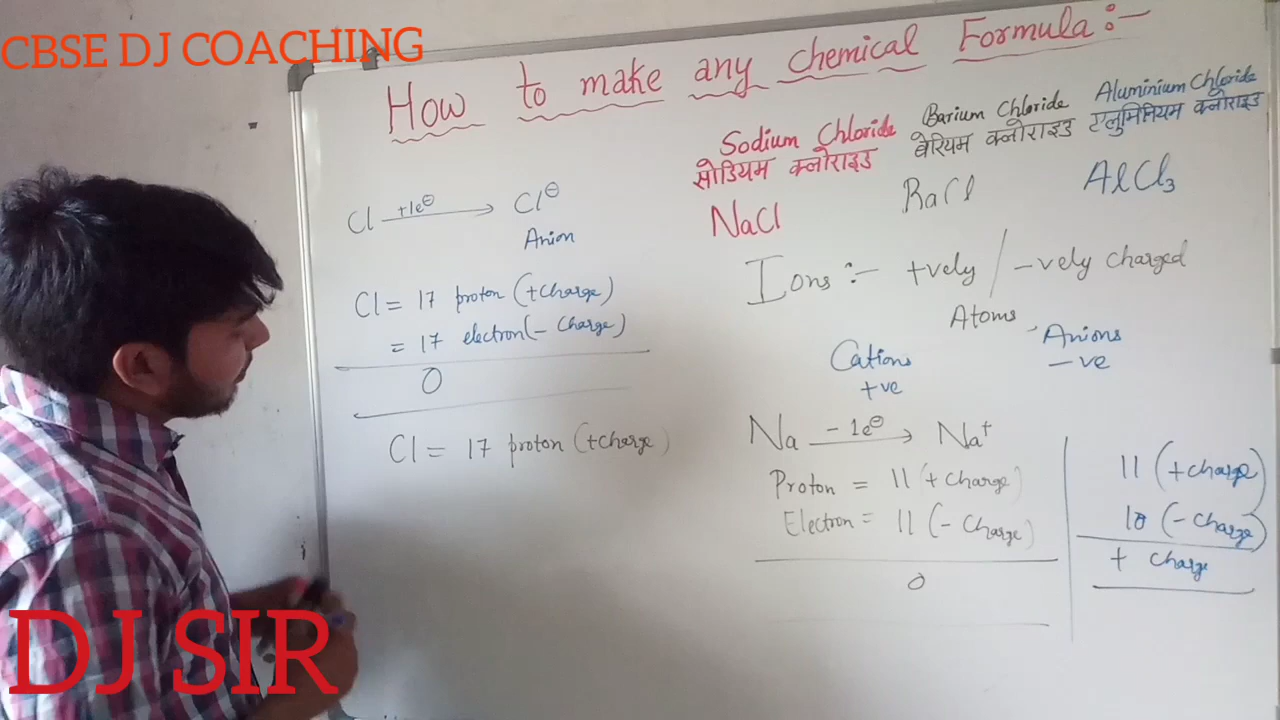 CBSE DJ COACHING
How to make any chemical Formula:-
Sodium Chloride
सोडियम क्लोराइड
NaCl
Barium Chloride
बेरियम क्लोराइड
BaCl
Aluminium Chloride
एलुमिनियम क्लोराइड
AlCl₃
Cl +1e⊖ → Cl⊖
Anion
Cl = 17 proton (+charge)
= 17 electron (- charge)
0
Cl = 17 proton (+charge)
Ions :- +vely / -vely charged
Atoms
Cations
+ve
Anions
-ve
Na - 1e⊖ → Na⁺
Proton = 11 (+ charge)
Electron = 11 (- charge)
0
11 (+charge)
10 (- charge)
+ charge
DJ SIR